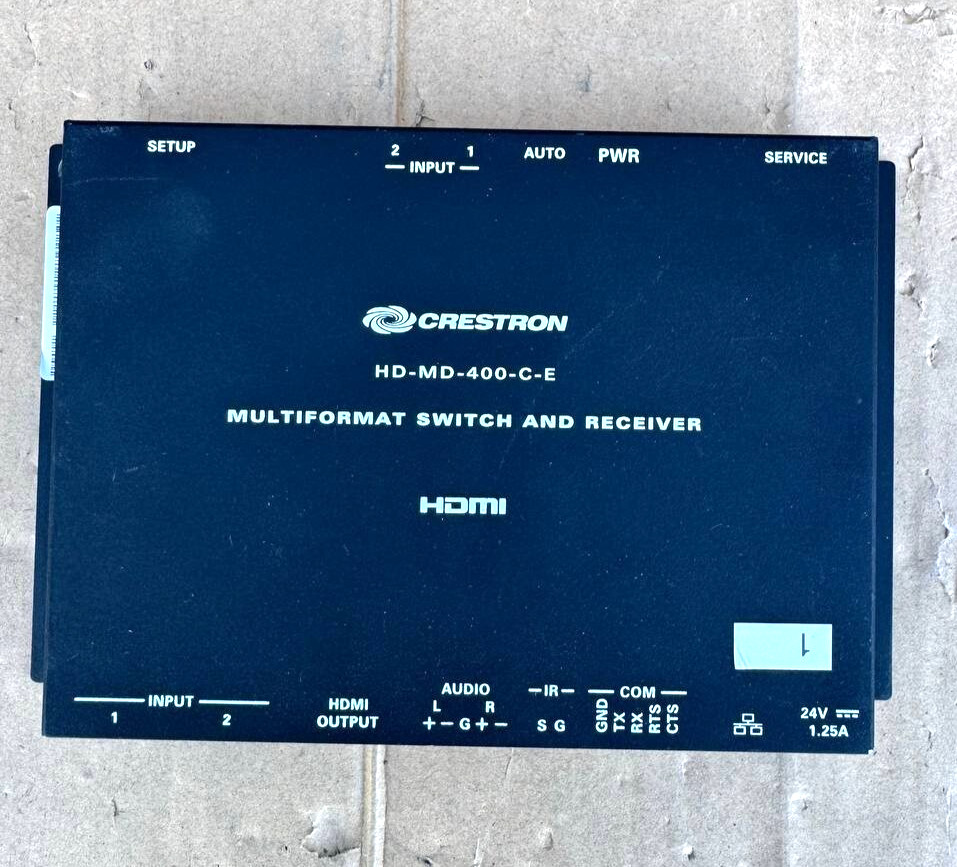 SETUP
2 1
INPUT
AUTO
PWR
SERVICE
CRESTRON
HD-MD-400-C-E
MULTIFORMAT SWITCH AND RECEIVER
HDMI
1
INPUT
1 2
HDMI
OUTPUT
AUDIO
L R
+ - G + -
IR
S G
COM
GND
TX
RX
RTS
CTS
24V
1.25A